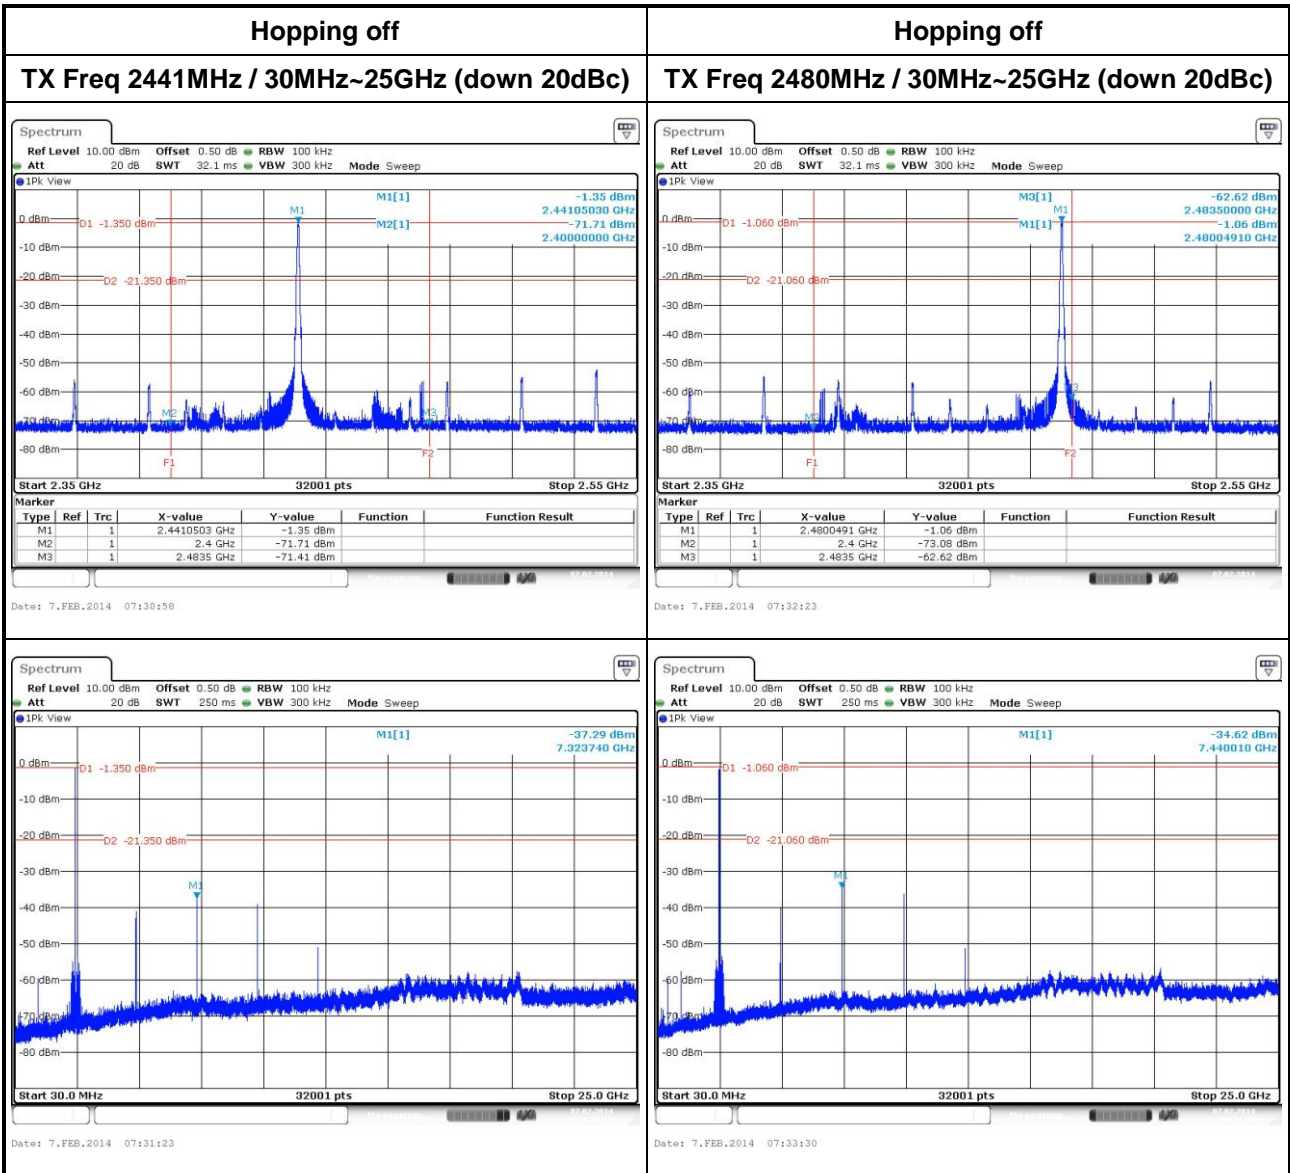 Hopping off
Hopping off
TX Freq 2441MHz / 30MHz~25GHz (down 20dBc)
TX Freq 2480MHz / 30MHz~25GHz (down 20dBc)
Spectrum
Ref Level 10.00 dBm Offset 0.50 dB RBW 100 kHz
Att 20 dB SWT 32.1 ms VBW 300 kHz Mode Sweep
1Pk View
M1[1] -1.35 dBm
2.44105030 GHz
M2[1] -71.71 dBm
2.40000000 GHz
M1
0 dBm
D1 -1.350 dBm
-10 dBm
-20 dBm
D2 -21.350 dBm
-30 dBm
-40 dBm
-50 dBm
-60 dBm
M2
M3
-70 dBm
-80 dBm
F1
F2
Start 2.35 GHz 32001 pts Stop 2.55 GHz
Marker
Type Ref Trc X-value Y-value Function Function Result
M1 1 2.4410503 GHz -1.35 dBm
M2 1 2.4 GHz -71.71 dBm
M3 1 2.4835 GHz -71.41 dBm
Date: 7.FEB.2014 07:30:58
Spectrum
Ref Level 10.00 dBm Offset 0.50 dB RBW 100 kHz
Att 20 dB SWT 32.1 ms VBW 300 kHz Mode Sweep
1Pk View
M3[1] -62.62 dBm
2.48350000 GHz
M1[1] -1.06 dBm
2.48004910 GHz
M1
0 dBm
D1 -1.060 dBm
-10 dBm
-20 dBm
D2 -21.060 dBm
-30 dBm
-40 dBm
-50 dBm
-60 dBm
M3
M2
-70 dBm
-80 dBm
F1
F2
Start 2.35 GHz 32001 pts Stop 2.55 GHz
Marker
Type Ref Trc X-value Y-value Function Function Result
M1 1 2.4800491 GHz -1.06 dBm
M2 1 2.4 GHz -73.08 dBm
M3 1 2.4835 GHz -62.62 dBm
Date: 7.FEB.2014 07:32:23
Spectrum
Ref Level 10.00 dBm Offset 0.50 dB RBW 100 kHz
Att 20 dB SWT 250 ms VBW 300 kHz Mode Sweep
1Pk View
M1[1] -37.29 dBm
7.323740 GHz
0 dBm
D1 -1.350 dBm
-10 dBm
-20 dBm
D2 -21.350 dBm
-30 dBm
M1
-40 dBm
-50 dBm
-60 dBm
-70 dBm
-80 dBm
Start 30.0 MHz 32001 pts Stop 25.0 GHz
Date: 7.FEB.2014 07:31:23
Spectrum
Ref Level 10.00 dBm Offset 0.50 dB RBW 100 kHz
Att 20 dB SWT 250 ms VBW 300 kHz Mode Sweep
1Pk View
M1[1] -34.62 dBm
7.440010 GHz
0 dBm
D1 -1.060 dBm
-10 dBm
-20 dBm
D2 -21.060 dBm
-30 dBm
M1
-40 dBm
-50 dBm
-60 dBm
-70 dBm
-80 dBm
Start 30.0 MHz 32001 pts Stop 25.0 GHz
Date: 7.FEB.2014 07:33:30